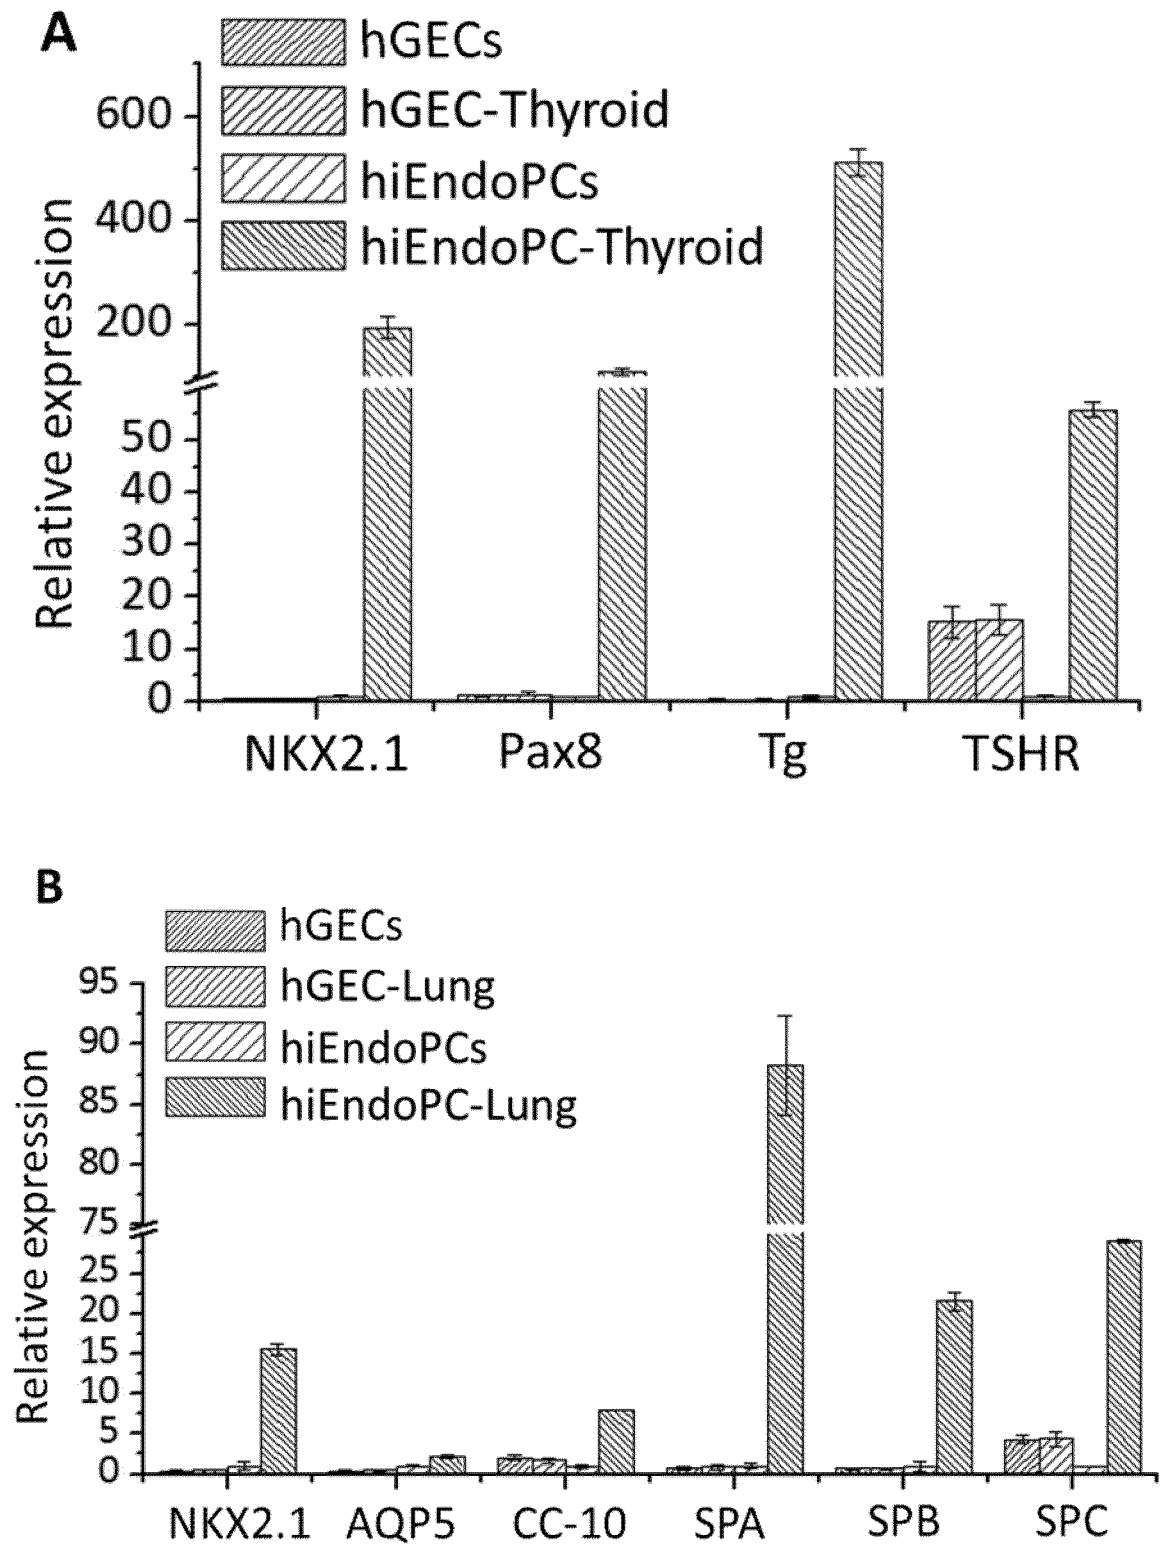 A
hGECs
hGEC-Thyroid
hiEndoPCs
hiEndoPC-Thyroid
Relative expression
600
400
200
50
40
30
20
10
0
NKX2.1 Pax8 Tg TSHR
B
hGECs
hGEC-Lung
hiEndoPCs
hiEndoPC-Lung
Relative expression
95
90
85
80
75
25
20
15
10
5
0
NKX2.1 AQP5 CC-10 SPA SPB SPC